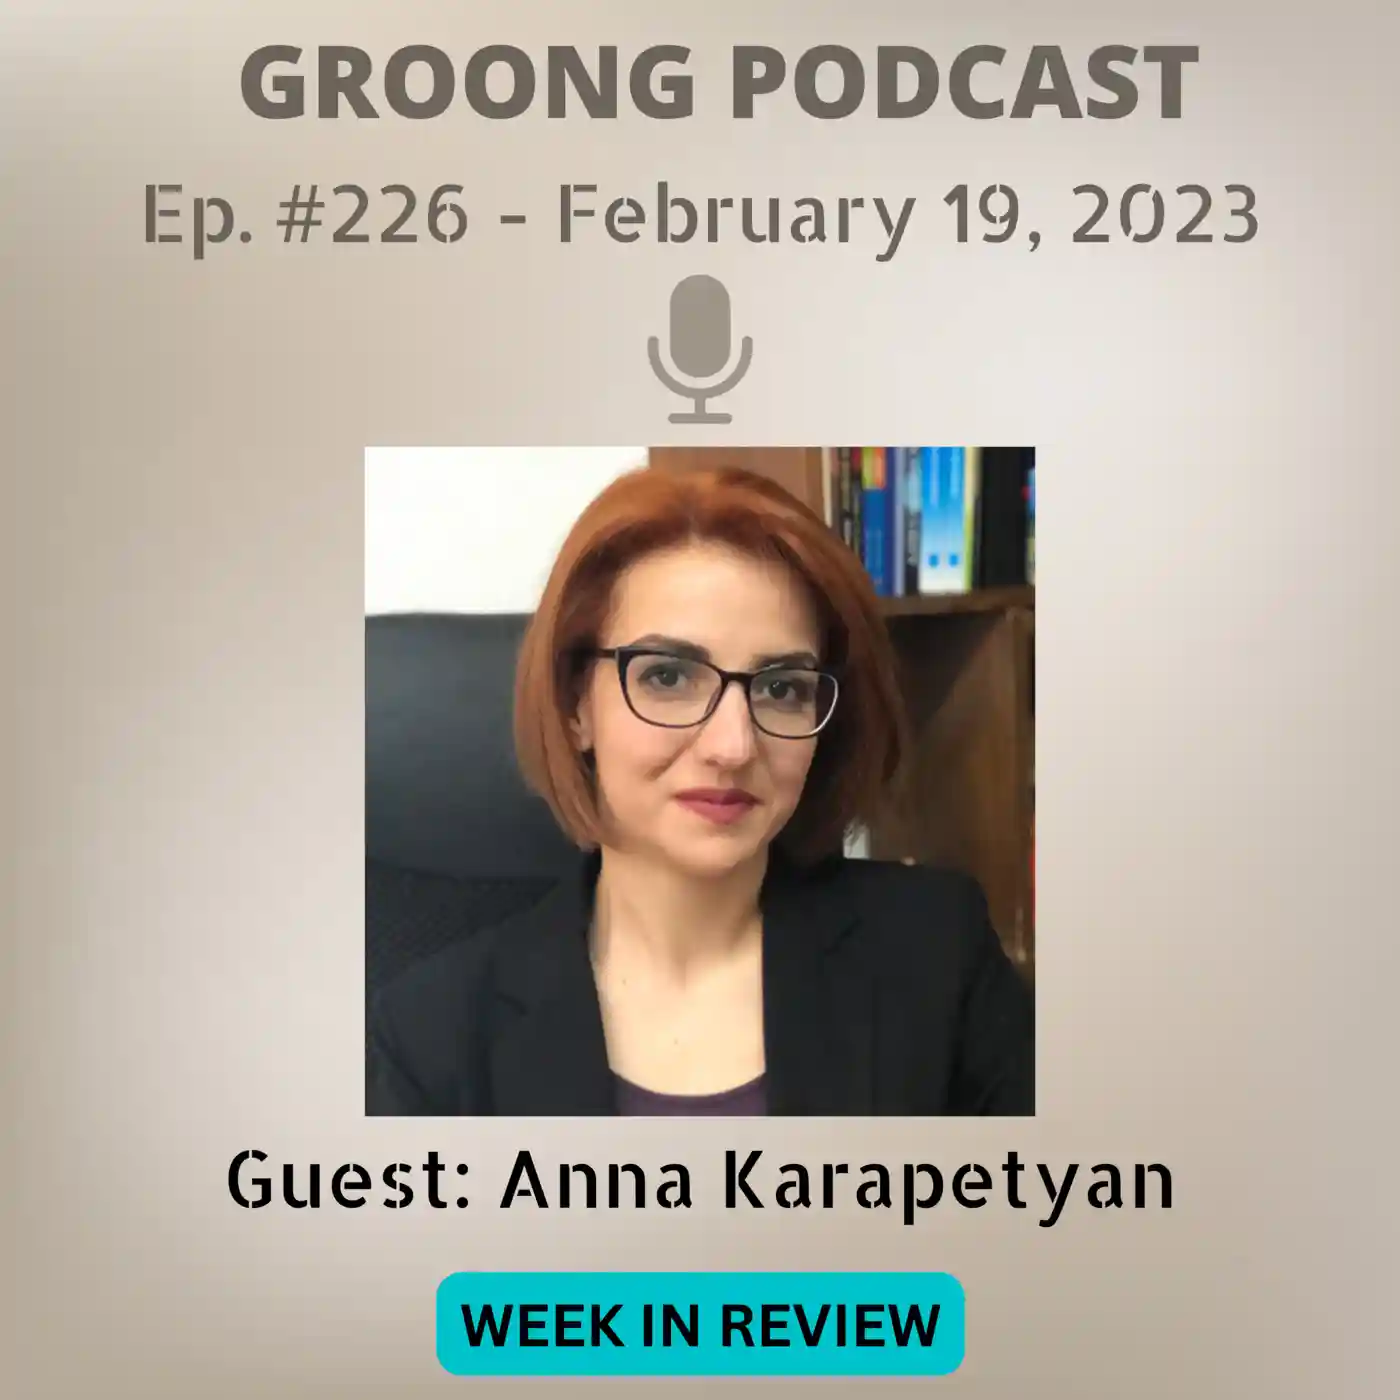 GROONG PODCAST
Ep. #226 - February 19, 2023
Guest: Anna Karapetyan
WEEK IN REVIEW